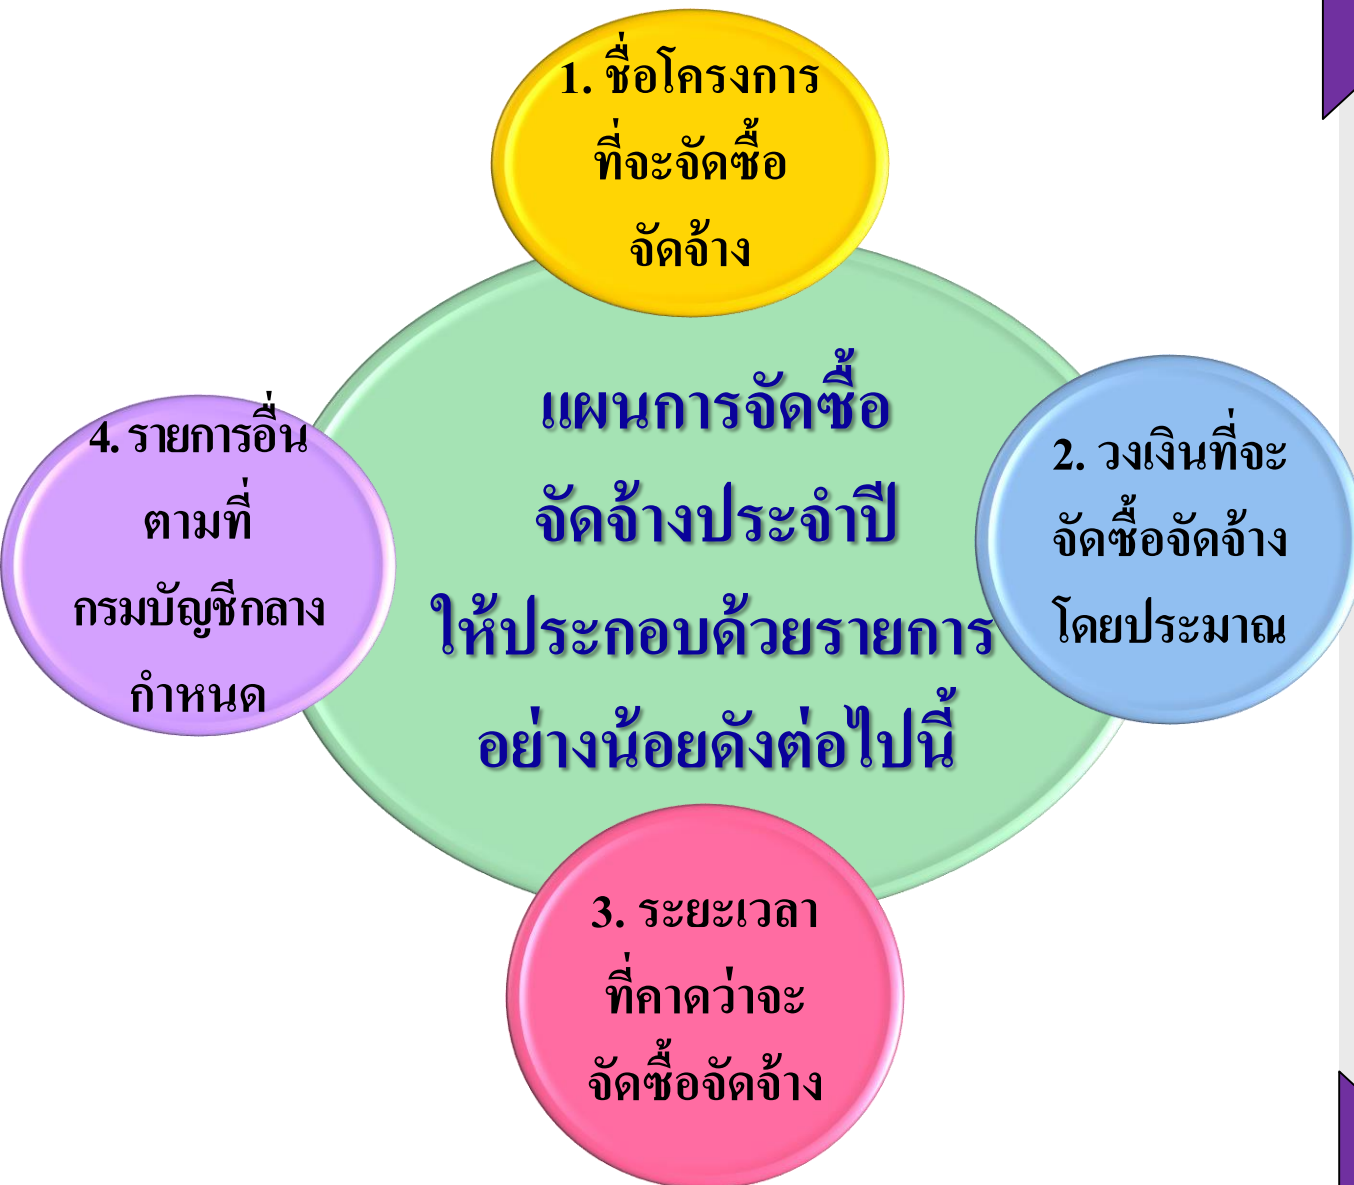 1. ชื่อโครงการ
ที่จะจัดซื้อ
จัดจ้าง
แผนการจัดซื้อ
จัดจ้างประจำปี
ให้ประกอบด้วยรายการ
อย่างน้อยดังต่อไปนี้
2. วงเงินที่จะ
จัดซื้อจัดจ้าง
โดยประมาณ
3. ระยะเวลา
ที่คาดว่าจะ
จัดซื้อจัดจ้าง
4. รายการอื่น
ตามที่
กรมบัญชีกลาง
กำหนด